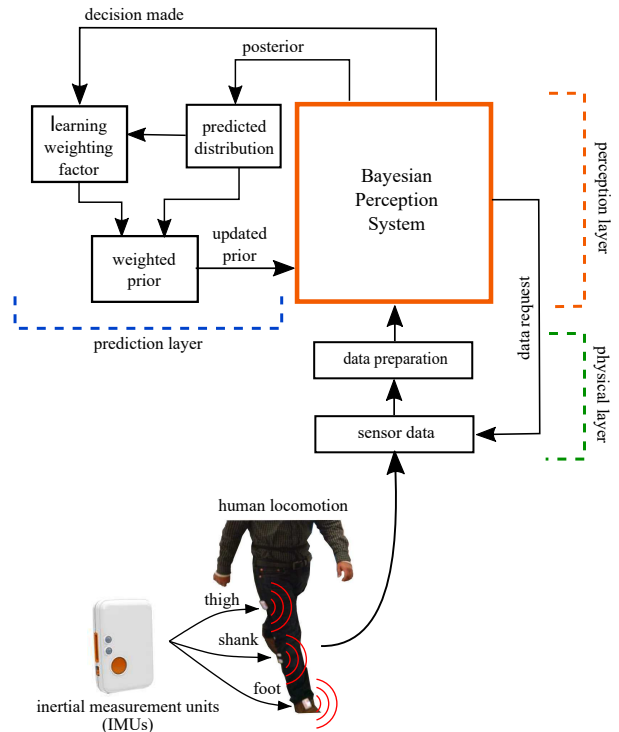 decision made
posterior
learning
weighting
factor
predicted
distribution
Bayesian
Perception
System
perception layer
updated
prior
weighted
prior
prediction layer
data request
data preparation
physical layer
sensor data
human locomotion
thigh
shank
foot
inertial measurement units
(IMUs)